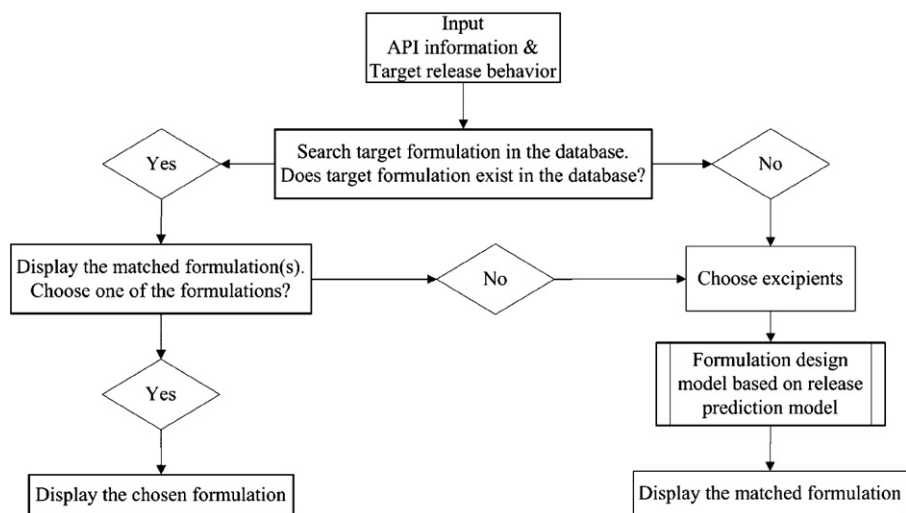 Input
API information &
Target release behavior
Yes
Search target formulation in the database.
Does target formulation exist in the database?
No
Display the matched formulation(s).
Choose one of the formulations?
No
Choose excipients
Yes
Formulation design
model based on release
prediction model
Display the chosen formulation
Display the matched formulation